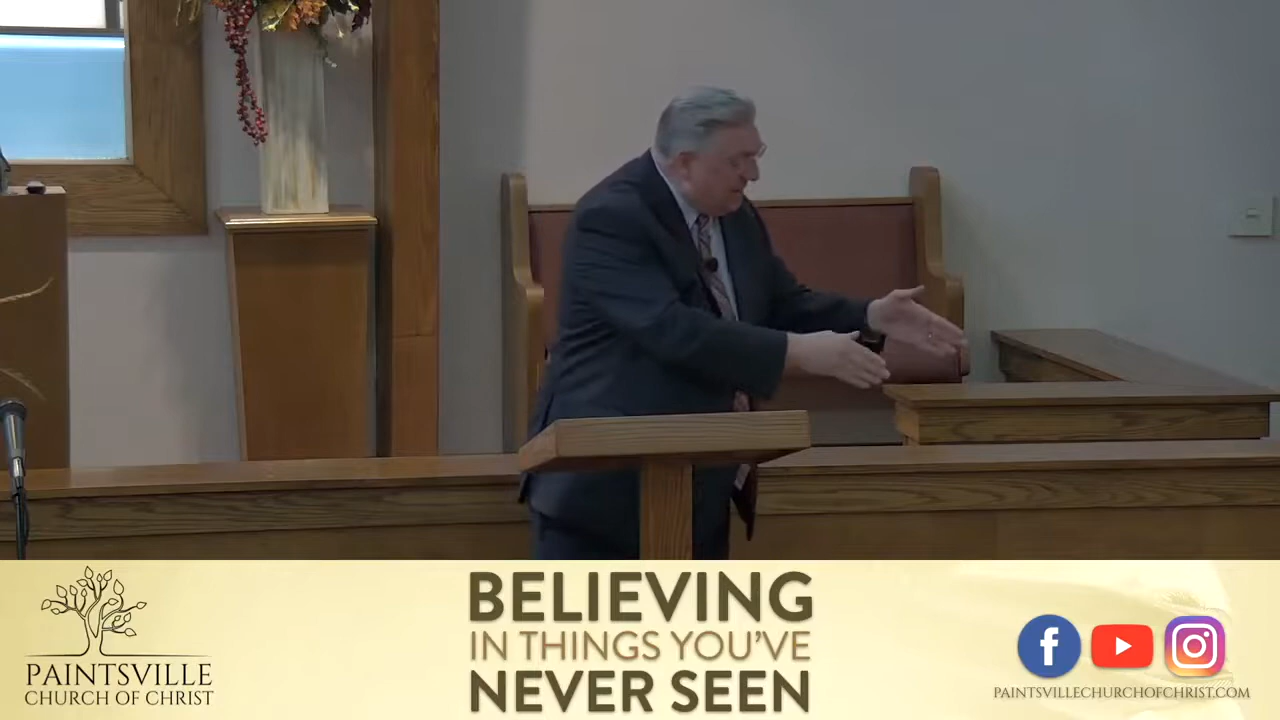 PAINTSVILLE
CHURCH OF CHRIST
BELIEVING
IN THINGS YOU'VE
NEVER SEEN
PAINTSVILLECHURCHOFCHRIST.COM